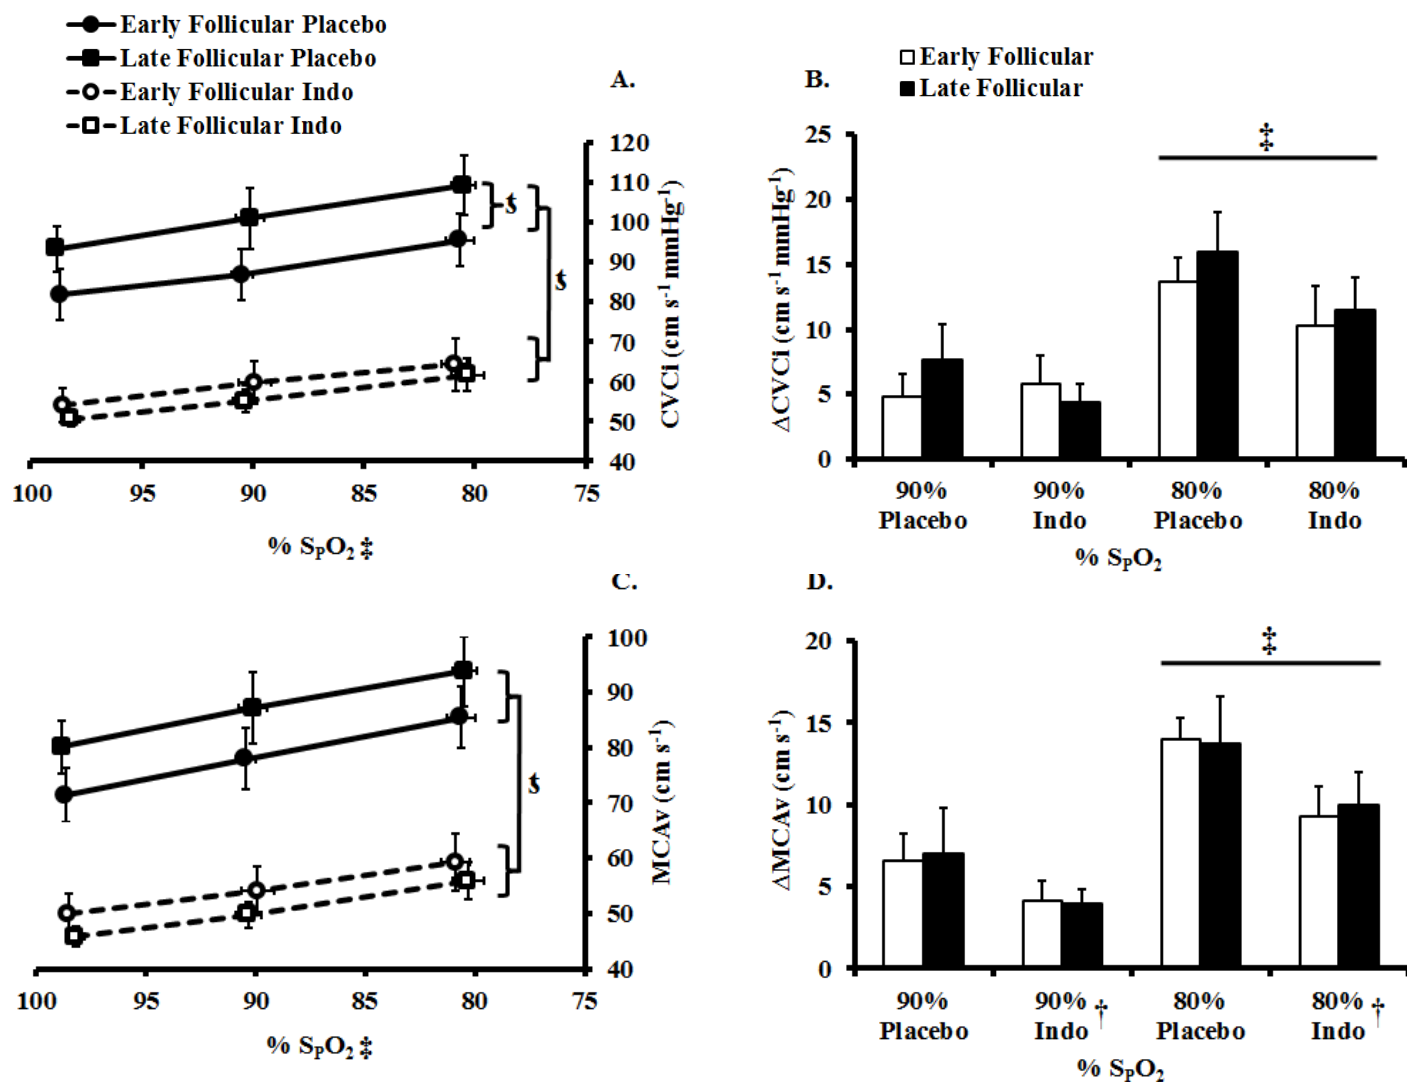 Early Follicular Placebo
Late Follicular Placebo
Early Follicular Indo
Late Follicular Indo
A.
120
110
100
90
80
70
60
50
40
CVCi (cm s⁻¹ mmHg⁻¹)
100 95 90 85 80 75
% SₚO₂ ‡
B.
Early Follicular
Late Follicular
‡
25
20
15
10
5
0
ΔCVCi (cm s⁻¹ mmHg⁻¹)
90% 90% 80% 80%
Placebo Indo Placebo Indo
% SₚO₂
C.
100
90
80
70
60
50
40
MCAv (cm s⁻¹)
100 95 90 85 80 75
% SₚO₂ ‡
D.
‡
20
15
10
5
0
ΔMCAv (cm s⁻¹)
90% 90% 80% 80%
Placebo Indo † Placebo Indo †
% SₚO₂